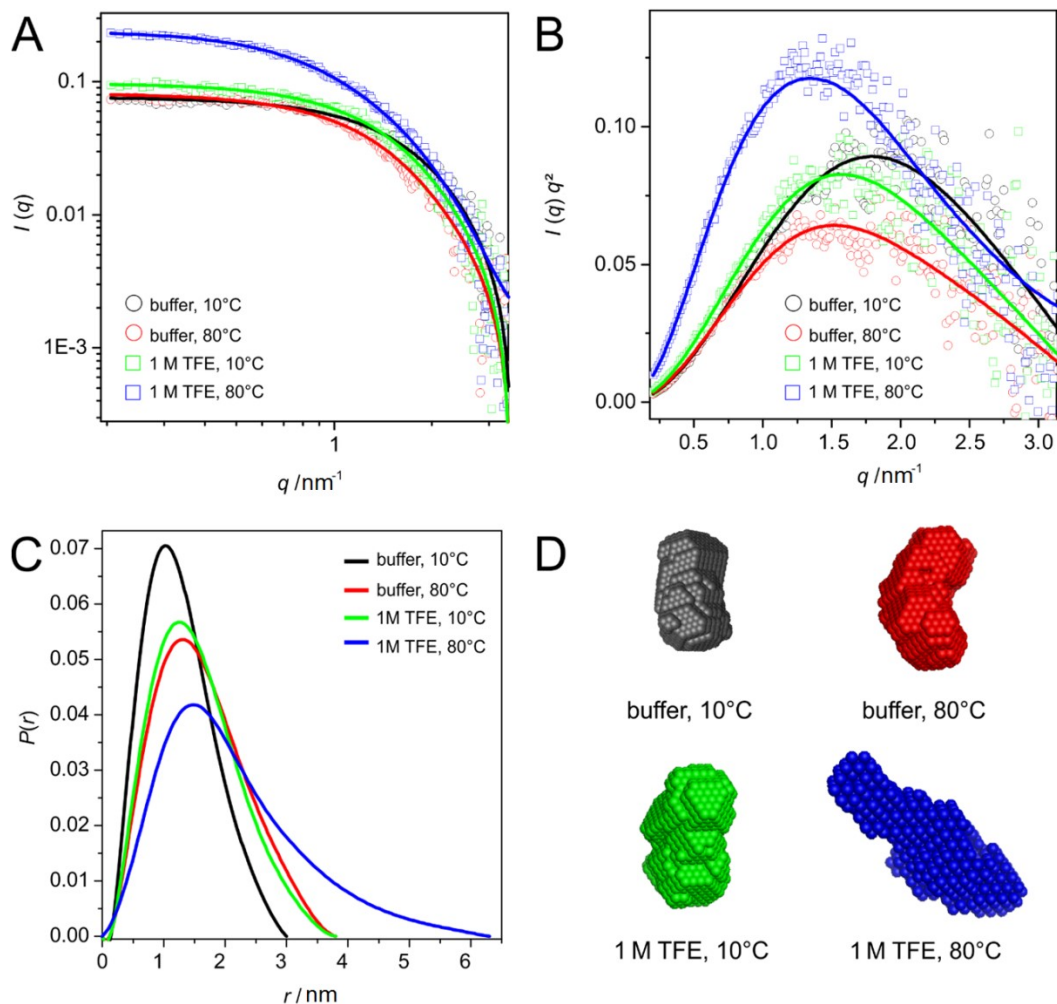 A
I (q)
0.1
0.01
1E-3
buffer, 10°C
buffer, 80°C
1 M TFE, 10°C
1 M TFE, 80°C
1
q /nm⁻¹
B
I (q) q²
0.10
0.05
0.00
buffer, 10°C
buffer, 80°C
1 M TFE, 10°C
1 M TFE, 80°C
0.5 1.0 1.5 2.0 2.5 3.0
q /nm⁻¹
C
P(r)
0.07
0.06
0.05
0.04
0.03
0.02
0.01
0.00
buffer, 10°C
buffer, 80°C
1M TFE, 10°C
1M TFE, 80°C
0 1 2 3 4 5 6
r /nm
D
buffer, 10°C
buffer, 80°C
1 M TFE, 10°C
1 M TFE, 80°C